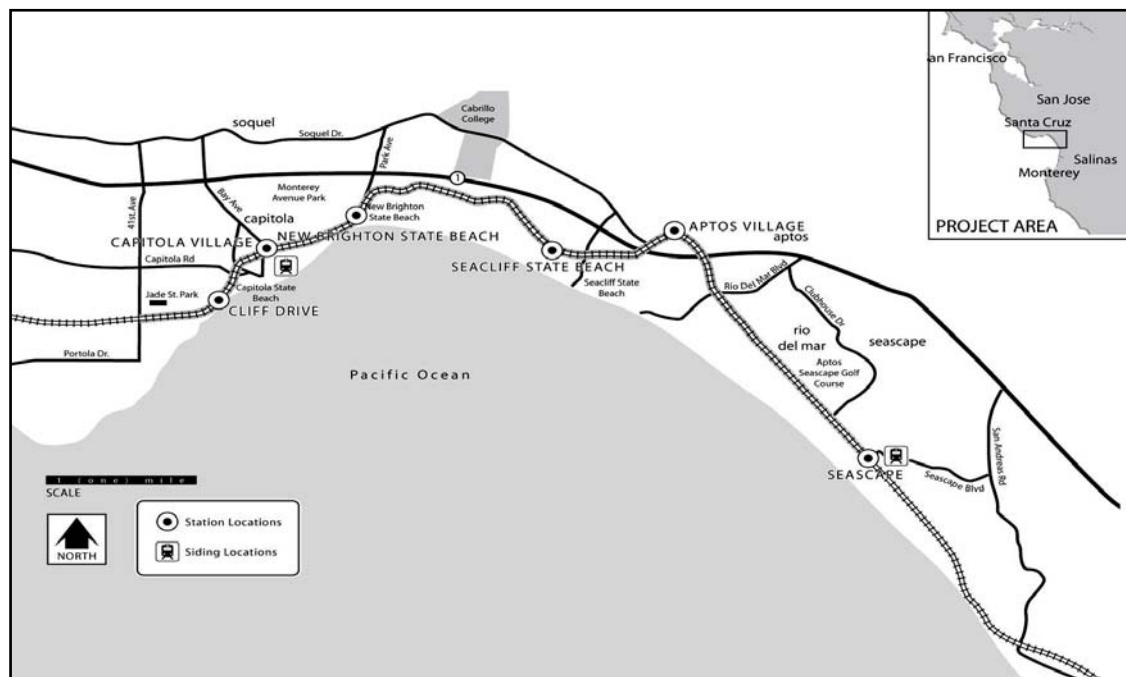 an Francisco
San Jose
Santa Cruz
Salinas
Monterey
PROJECT AREA
Cabrillo
College
soquel
Soquel Dr.
Park Ave
1
41st. Ave
Bay Ave
Monterey
Avenue Park
New Brighton
State Beach
capitola
CAPITOLA VILLAGE
NEW BRIGHTON STATE BEACH
APTOS VILLAGE
aptos
Capitola Rd
SEACLIFF STATE BEACH
Seacliff State
Beach
Rio Del Mar Blvd
Clubhouse Dr
Jade St. Park
Capitola State
Beach
CLIFF DRIVE
rio
del mar
seascape
Portola Dr.
Aptos
Seascape Golf
Course
Pacific Ocean
San Andreas Rd
SEASCAPE
Seascape Blvd
1 (one) mile
SCALE
NORTH
Station Locations
Siding Locations